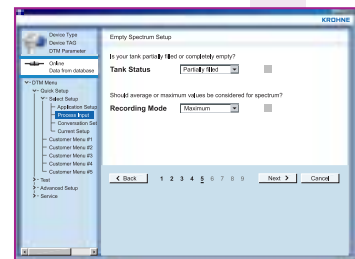 KROHNE
Device Type
Device TAG
DTM Parameter
Online
Data from database
DTM Menu
Quick Setup
Select Setup
Application Setup
Process Input
Conversation Set
Current Setup
Customer Menu #1
Customer Menu #2
Customer Menu #3
Customer Menu #4
Customer Menu #5
Test
Advanced Setup
Service
Empty Spectrum Setup
Is your tank partially filled or completely empty?
Tank Status Partially filled
Should average or maximum values be considered for spectrum?
Recording Mode Maximum
< Back 1 2 3 4 5 6 7 8 9 Next > Cancel